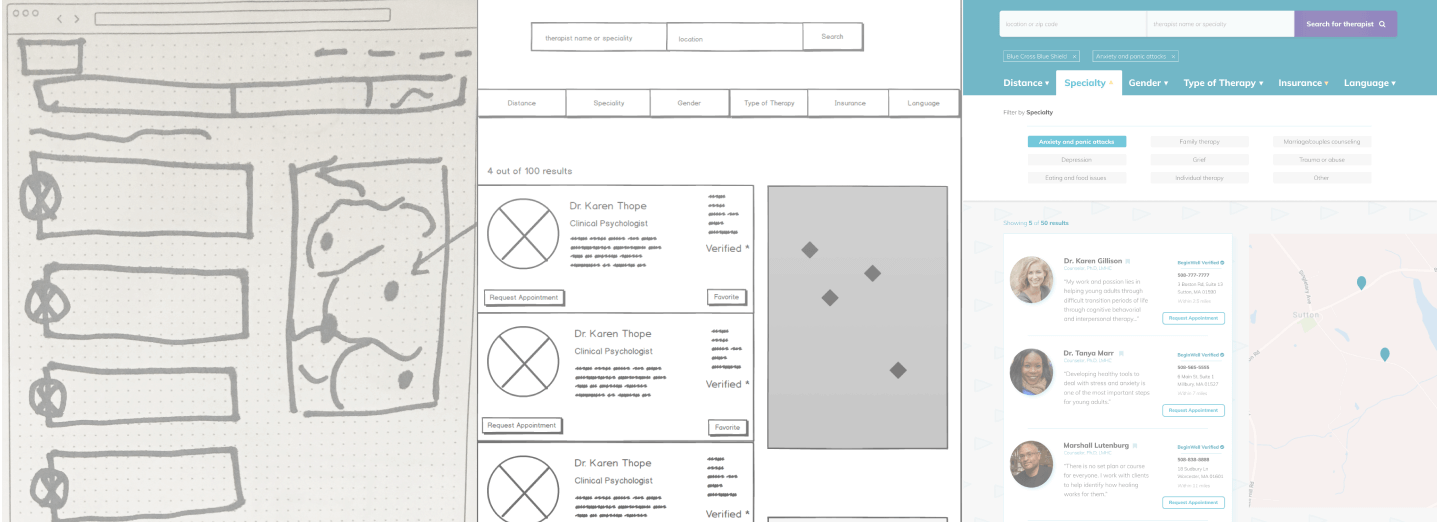 therapist name or speciality
location
Search
Distance
Speciality
Gender
Type of Therapy
Insurance
Language
4 out of 100 results
Dr. Karen Thope
Clinical Psychologist
Verified *
Request Appointment
Favorite
Dr. Karen Thope
Clinical Psychologist
Verified *
Request Appointment
Favorite
Dr. Karen Thope
Clinical Psychologist
Verified *
location or zip code
therapist name or specialty
Search for therapist
Blue Cross Blue Shield x
Anxiety and panic attacks x
Distance
Specialty
Gender
Type of Therapy
Insurance
Language
Filter by Specialty
Anxiety and panic attacks
Family therapy
Marriage/couples counseling
Depression
Grief
Trauma or abuse
Eating and food issues
Individual therapy
Other
Showing 5 of 50 results
Dr. Karen Gillison
Counselor, PhD, LMHC
"My work and passion lies in
helping young adults through
difficult transition periods of life
through cognitive behavioral
and interpersonal therapy..."
BeginWell Verified
508-777-7777
3 Boston Rd, Suite 12
Sutton, MA 01590
Within 2.5 miles
Request Appointment
Dr. Tanya Marr
Counselor, PhD, LMHC
"Developing healthy tools to
deal with stress and anxiety is
one of the most important steps
for young adults."
BeginWell Verified
508-565-5555
6 Main St. Suite 1
Millbury, MA 01527
Within 7 miles
Request Appointment
Marshall Lutenburg
Counselor, LMHC
"There is no set plan or course
for everyone. I work with clients
to help identify how healing
works for them."
BeginWell Verified
508-838-8888
18 Sudbury Ln
Worcester, MA 01603
Within 11 miles
Request Appointment
Singletary Ave
Sutton